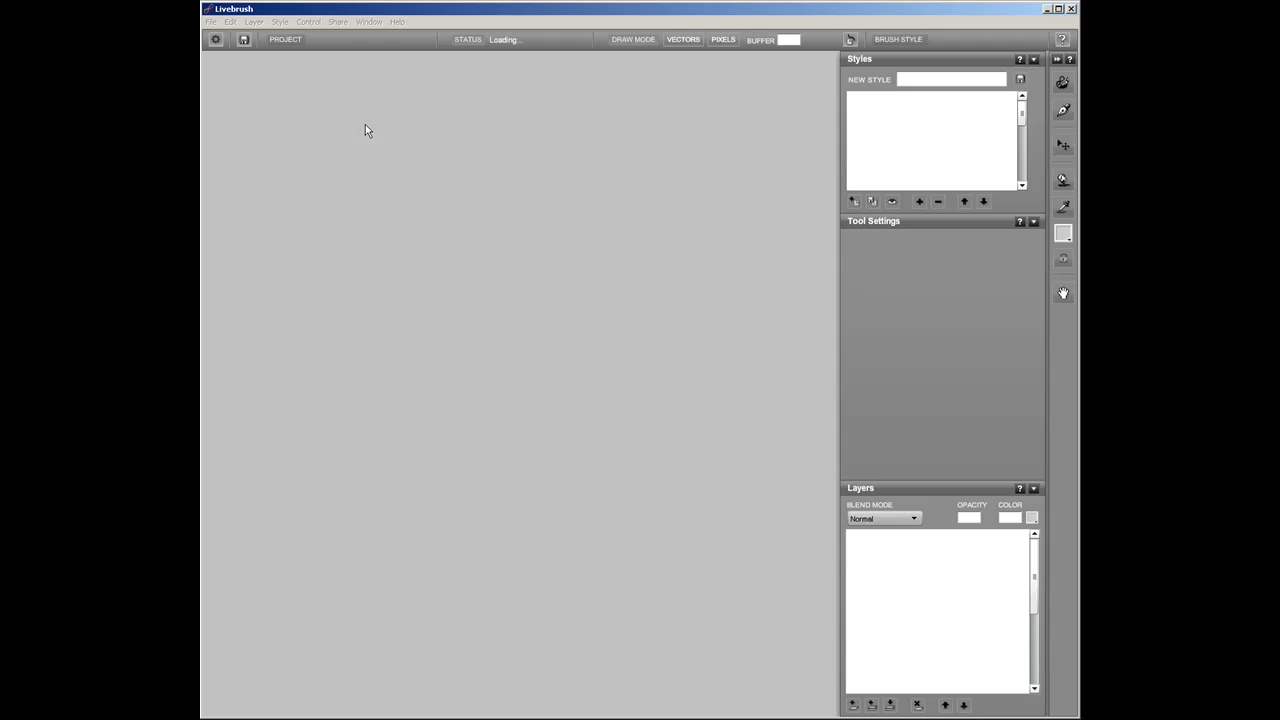 Livebrush
File Edit Layer Style Control Share Window Help
PROJECT STATUS Loading... DRAW MODE VECTORS PIXELS BUFFER BRUSH STYLE ?
Styles ?
NEW STYLE
Tool Settings ?
Layers ?
BLEND MODE OPACITY COLOR
Normal